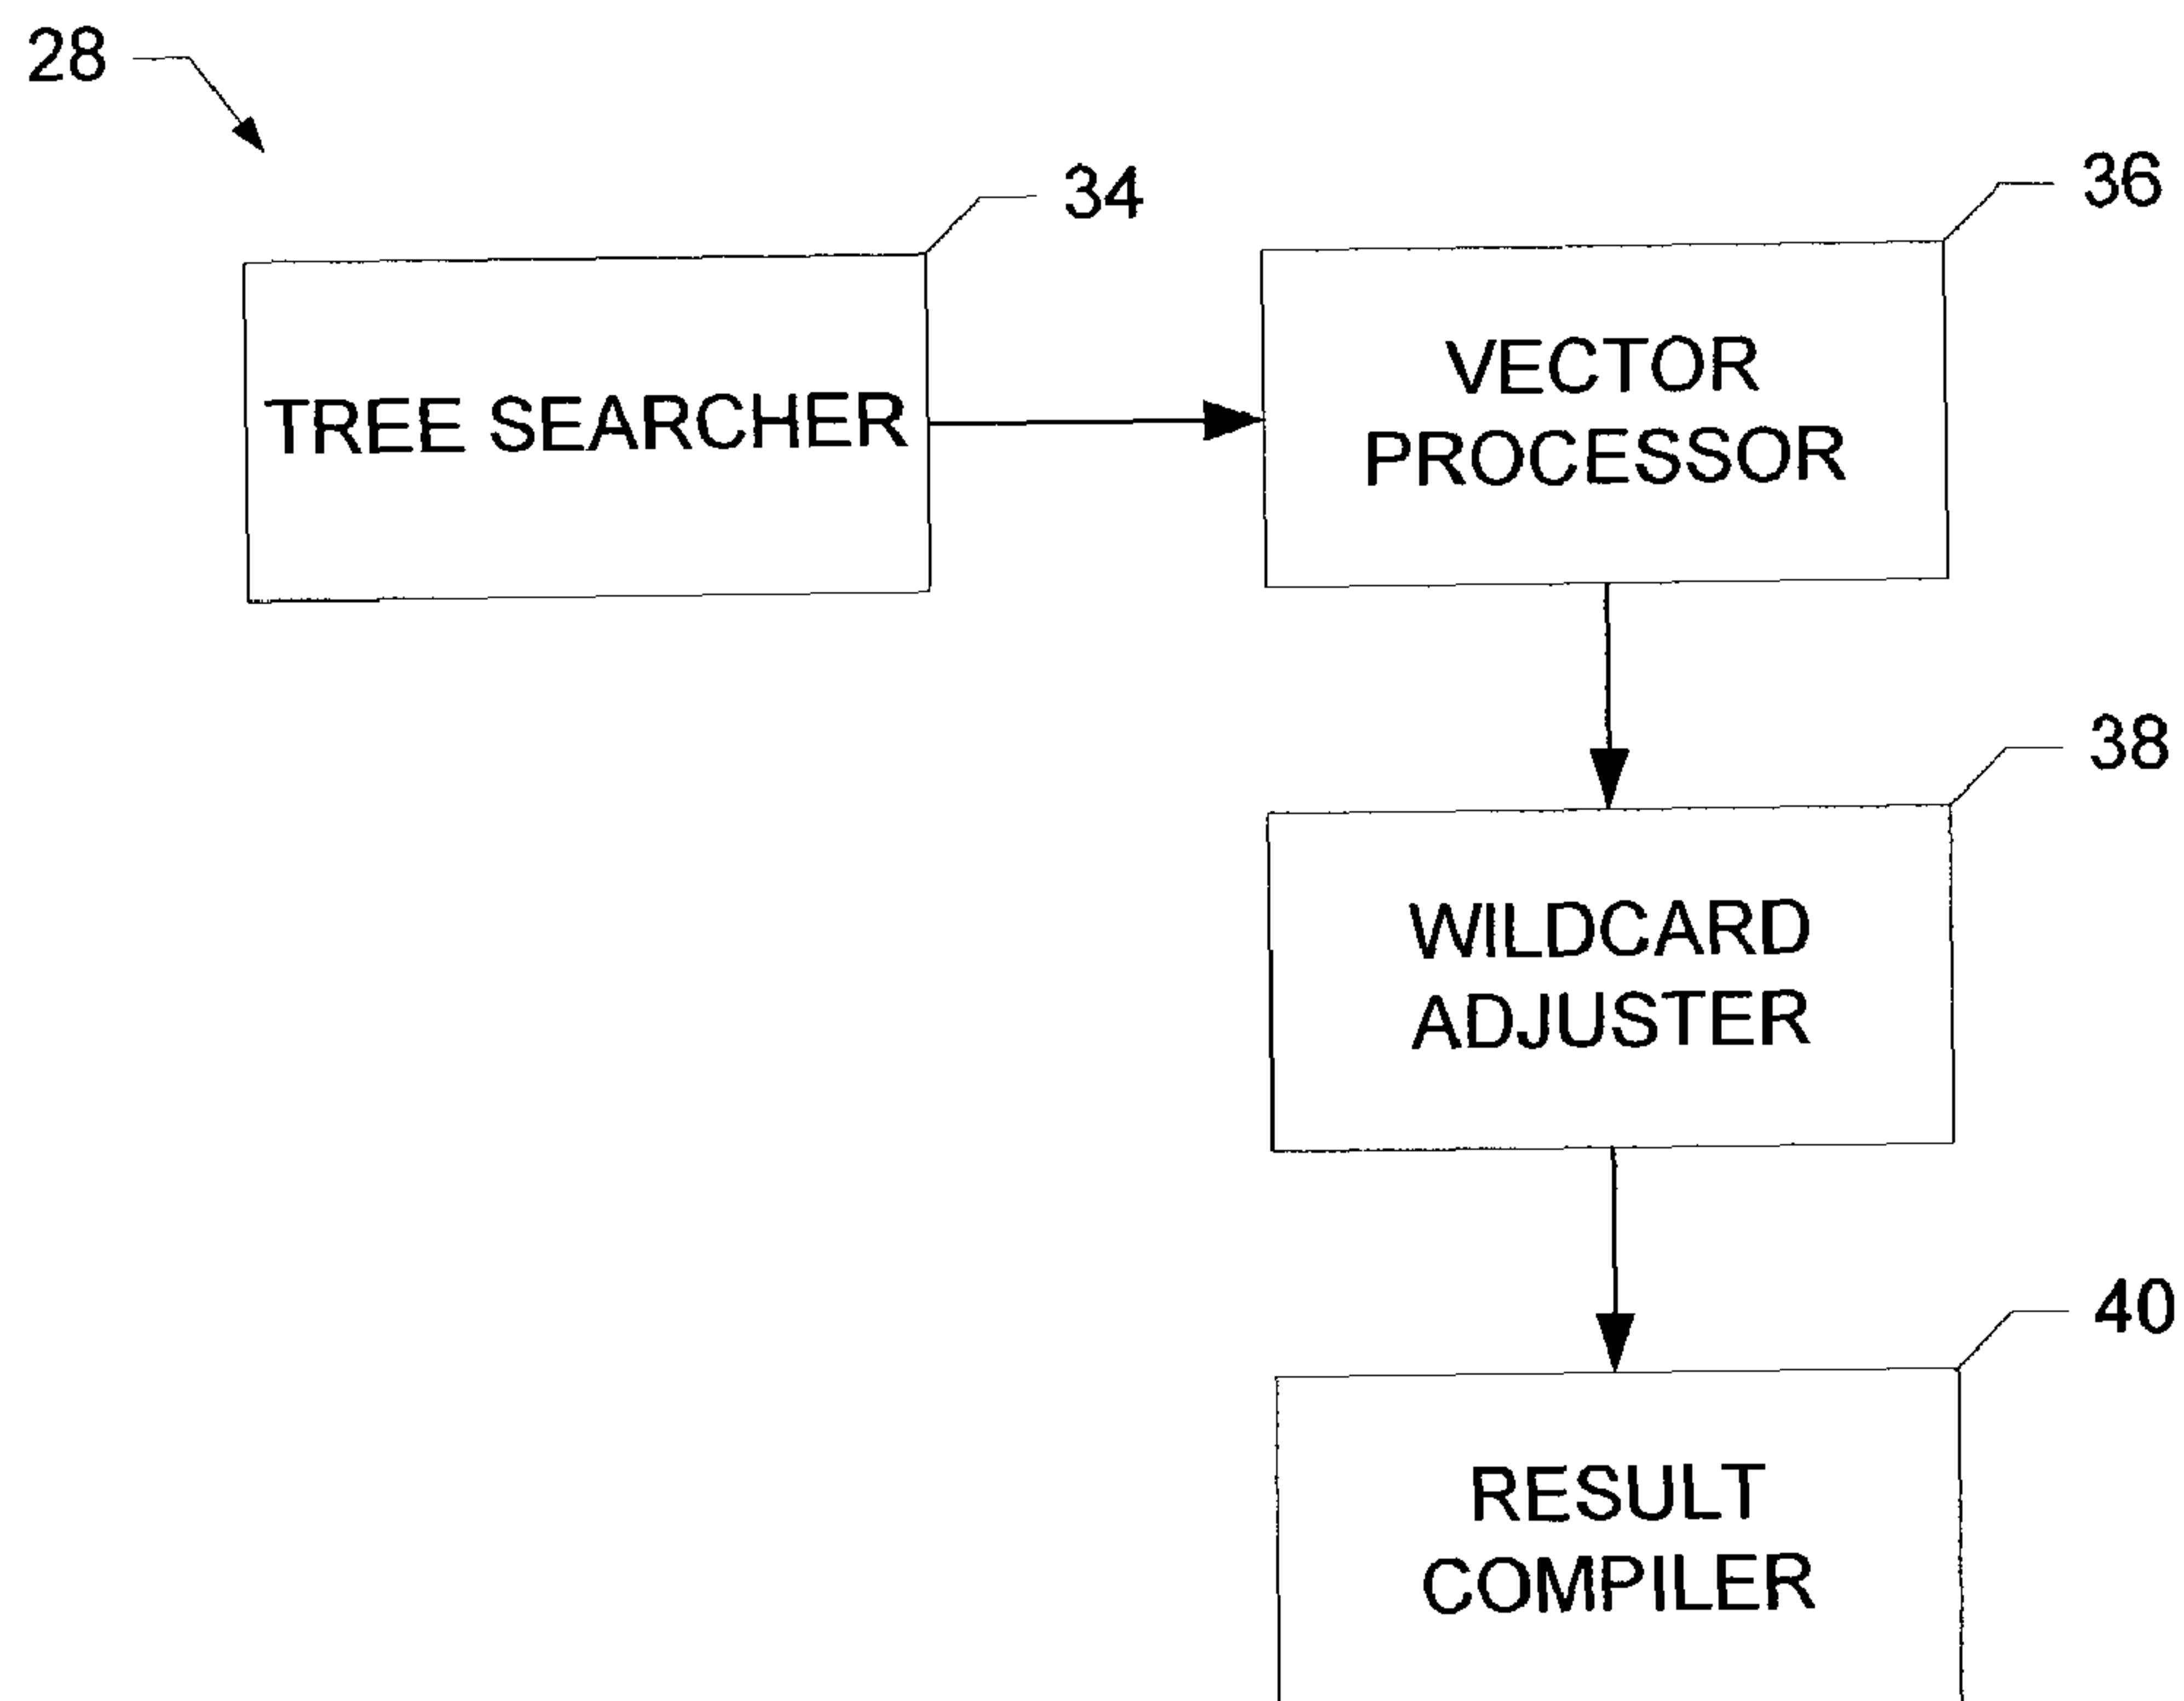 28
34
36
TREE SEARCHER
VECTOR
PROCESSOR
38
WILDCARD
ADJUSTER
40
RESULT
COMPILER